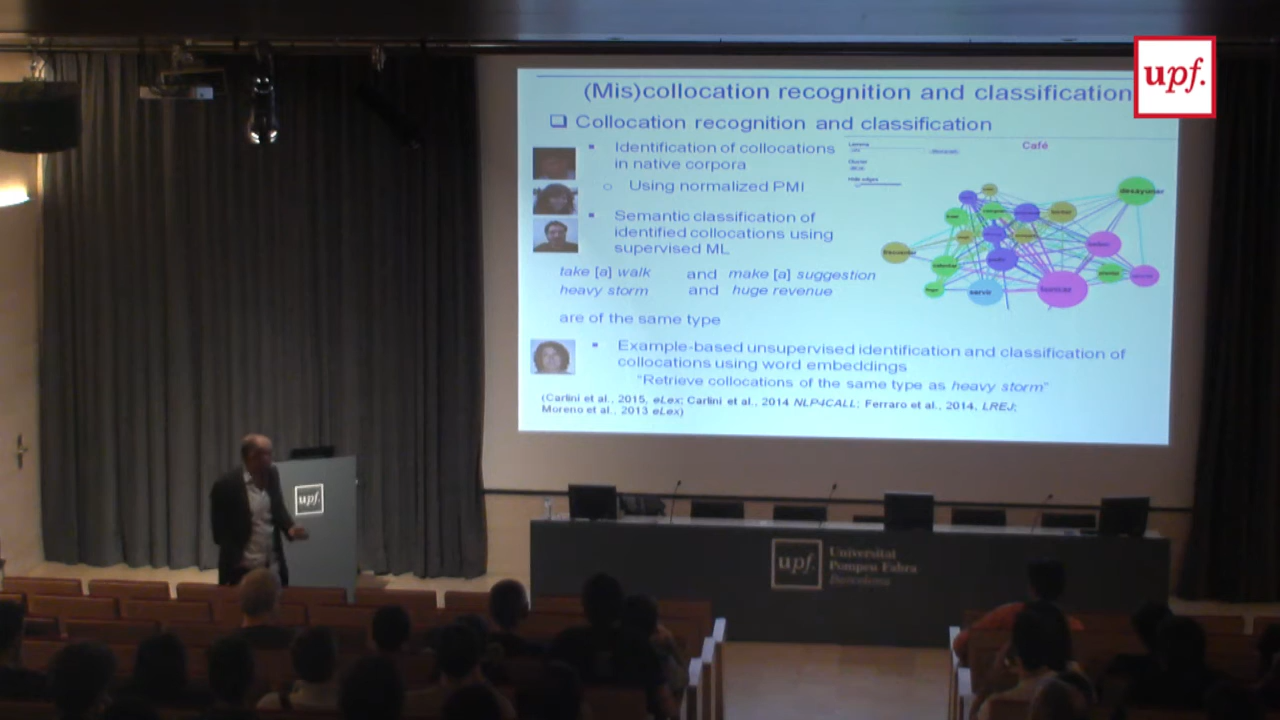 upf.
(Mis)collocation recognition and classification
❑ Collocation recognition and classification
▪ Identification of collocations
in native corpora
○ Using normalized PMI
▪ Semantic classification of
identified collocations using
supervised ML
take [a] walk and make [a] suggestion
heavy storm and huge revenue
are of the same type
▪ Example-based unsupervised identification and classification of
collocations using word embeddings
"Retrieve collocations of the same type as heavy storm"
(Carlini et al., 2015, eLex; Carlini et al., 2014 NLP4CALL; Ferraro et al., 2014, LREJ;
Moreno et al., 2013 eLex)
Café
Hide edges
desayunar
servir
upf.
upf.
Universitat
Pompeu Fabra
Barcelona